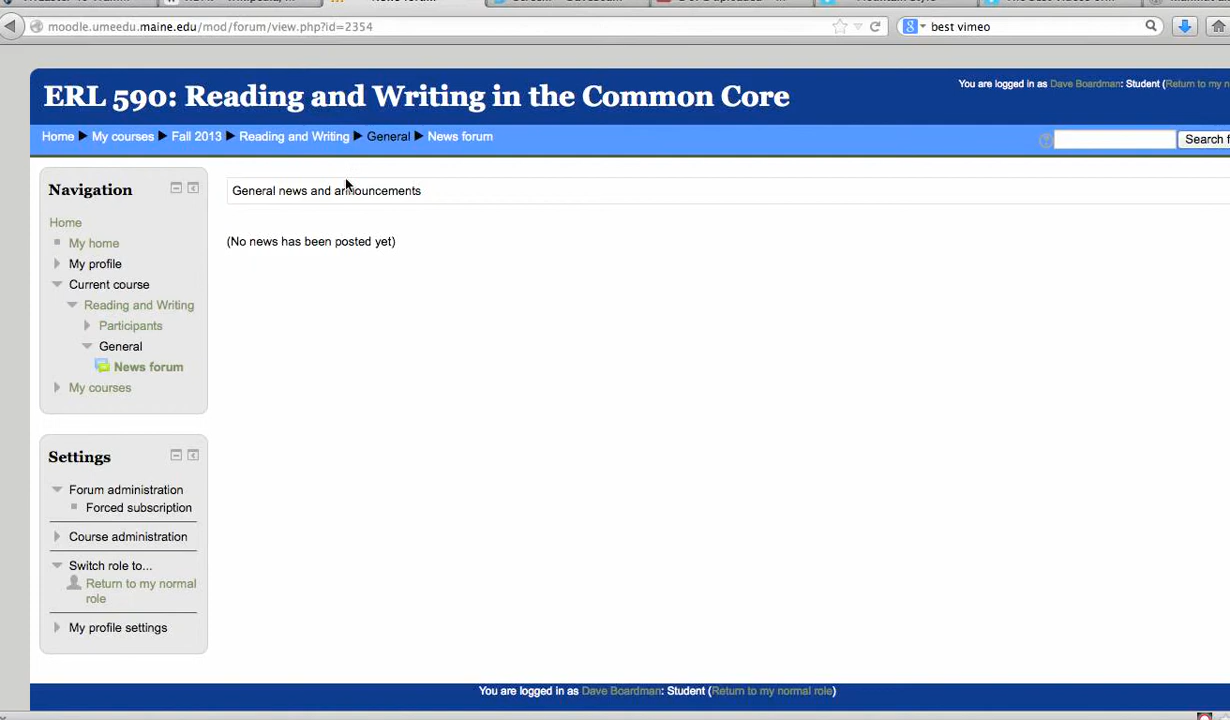 moodle.umeedu.maine.edu/mod/forum/view.php?id=2354
best vimeo
You are logged in as Dave Boardman: Student (Return to my n
ERL 590: Reading and Writing in the Common Core
Home ▶ My courses ▶ Fall 2013 ▶ Reading and Writing ▶ General ▶ News forum
Search f
Navigation
General news and announcements
(No news has been posted yet)
Home
My home
My profile
Current course
Reading and Writing
Participants
General
News forum
My courses
Settings
Forum administration
Forced subscription
Course administration
Switch role to...
Return to my normal
role
My profile settings
You are logged in as Dave Boardman: Student (Return to my normal role)